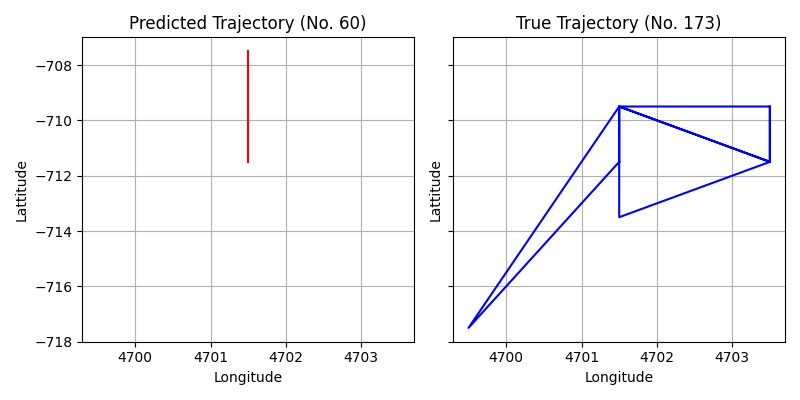 Predicted Trajectory (No. 60)
True Trajectory (No. 173)
Lattitude
−708
−710
−712
−714
−716
−718
4700
4701
4702
4703
Longitude
Lattitude
4700
4701
4702
4703
Longitude